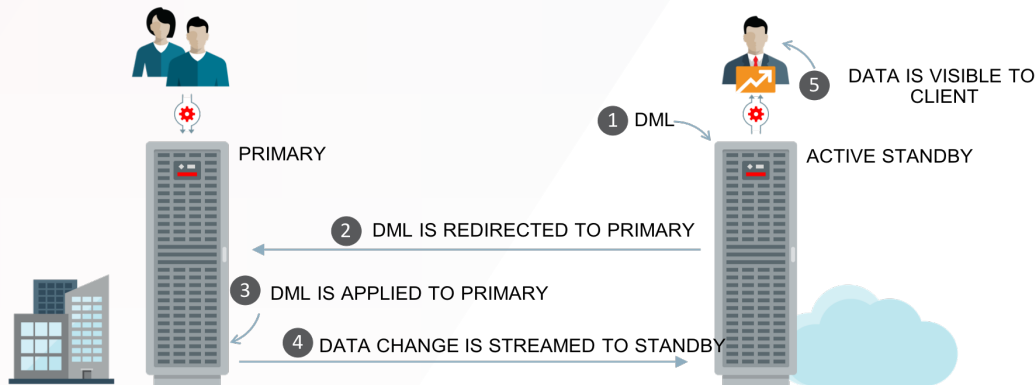 PRIMARY
1 DML
ACTIVE STANDBY
5 DATA IS VISIBLE TO
CLIENT
2 DML IS REDIRECTED TO PRIMARY
3 DML IS APPLIED TO PRIMARY
4 DATA CHANGE IS STREAMED TO STANDBY